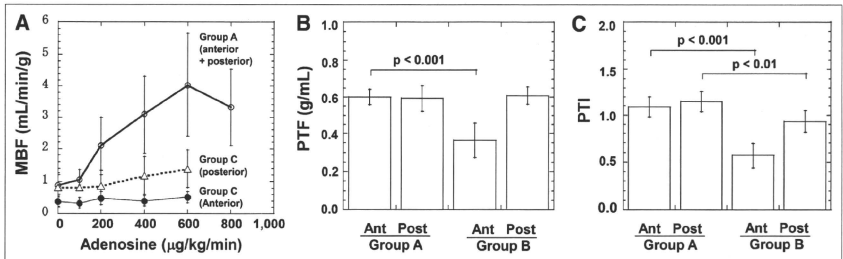 A
MBF (mL/min/g)
6
5
4
3
2
1
0
Group A
(anterior
+ posterior)
Group C
(posterior)
Group C
(Anterior)
0 200 400 600 800 1,000
Adenosine (µg/kg/min)
B
PTF (g/mL)
1.0
0.8
0.6
0.4
0.2
0.0
p < 0.001
Ant Post Ant Post
Group A Group B
C
PTI
2.0
1.5
1.0
0.5
0.0
p < 0.001
p < 0.01
Ant Post Ant Post
Group A Group B